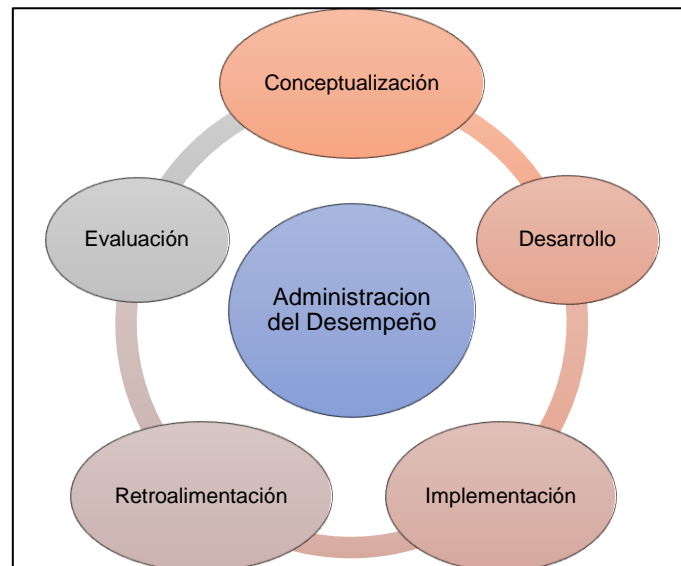 Conceptualización
Desarrollo
Implementación
Retroalimentación
Evaluación
Administracion
del Desempeño